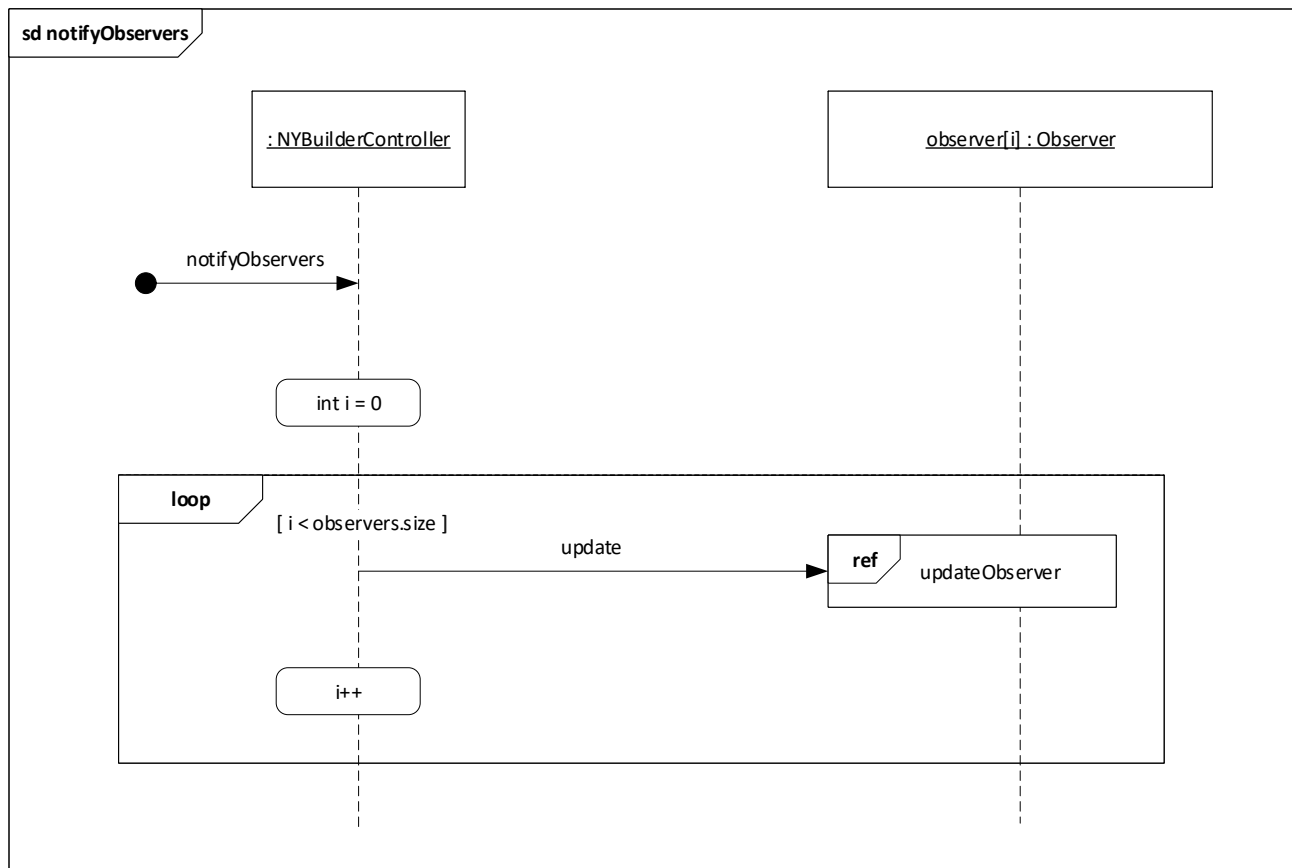 sd notifyObservers
: NYBuilderController
observer[i] : Observer
notifyObservers
int i = 0
loop
[ i < observers.size ]
update
ref
updateObserver
i++